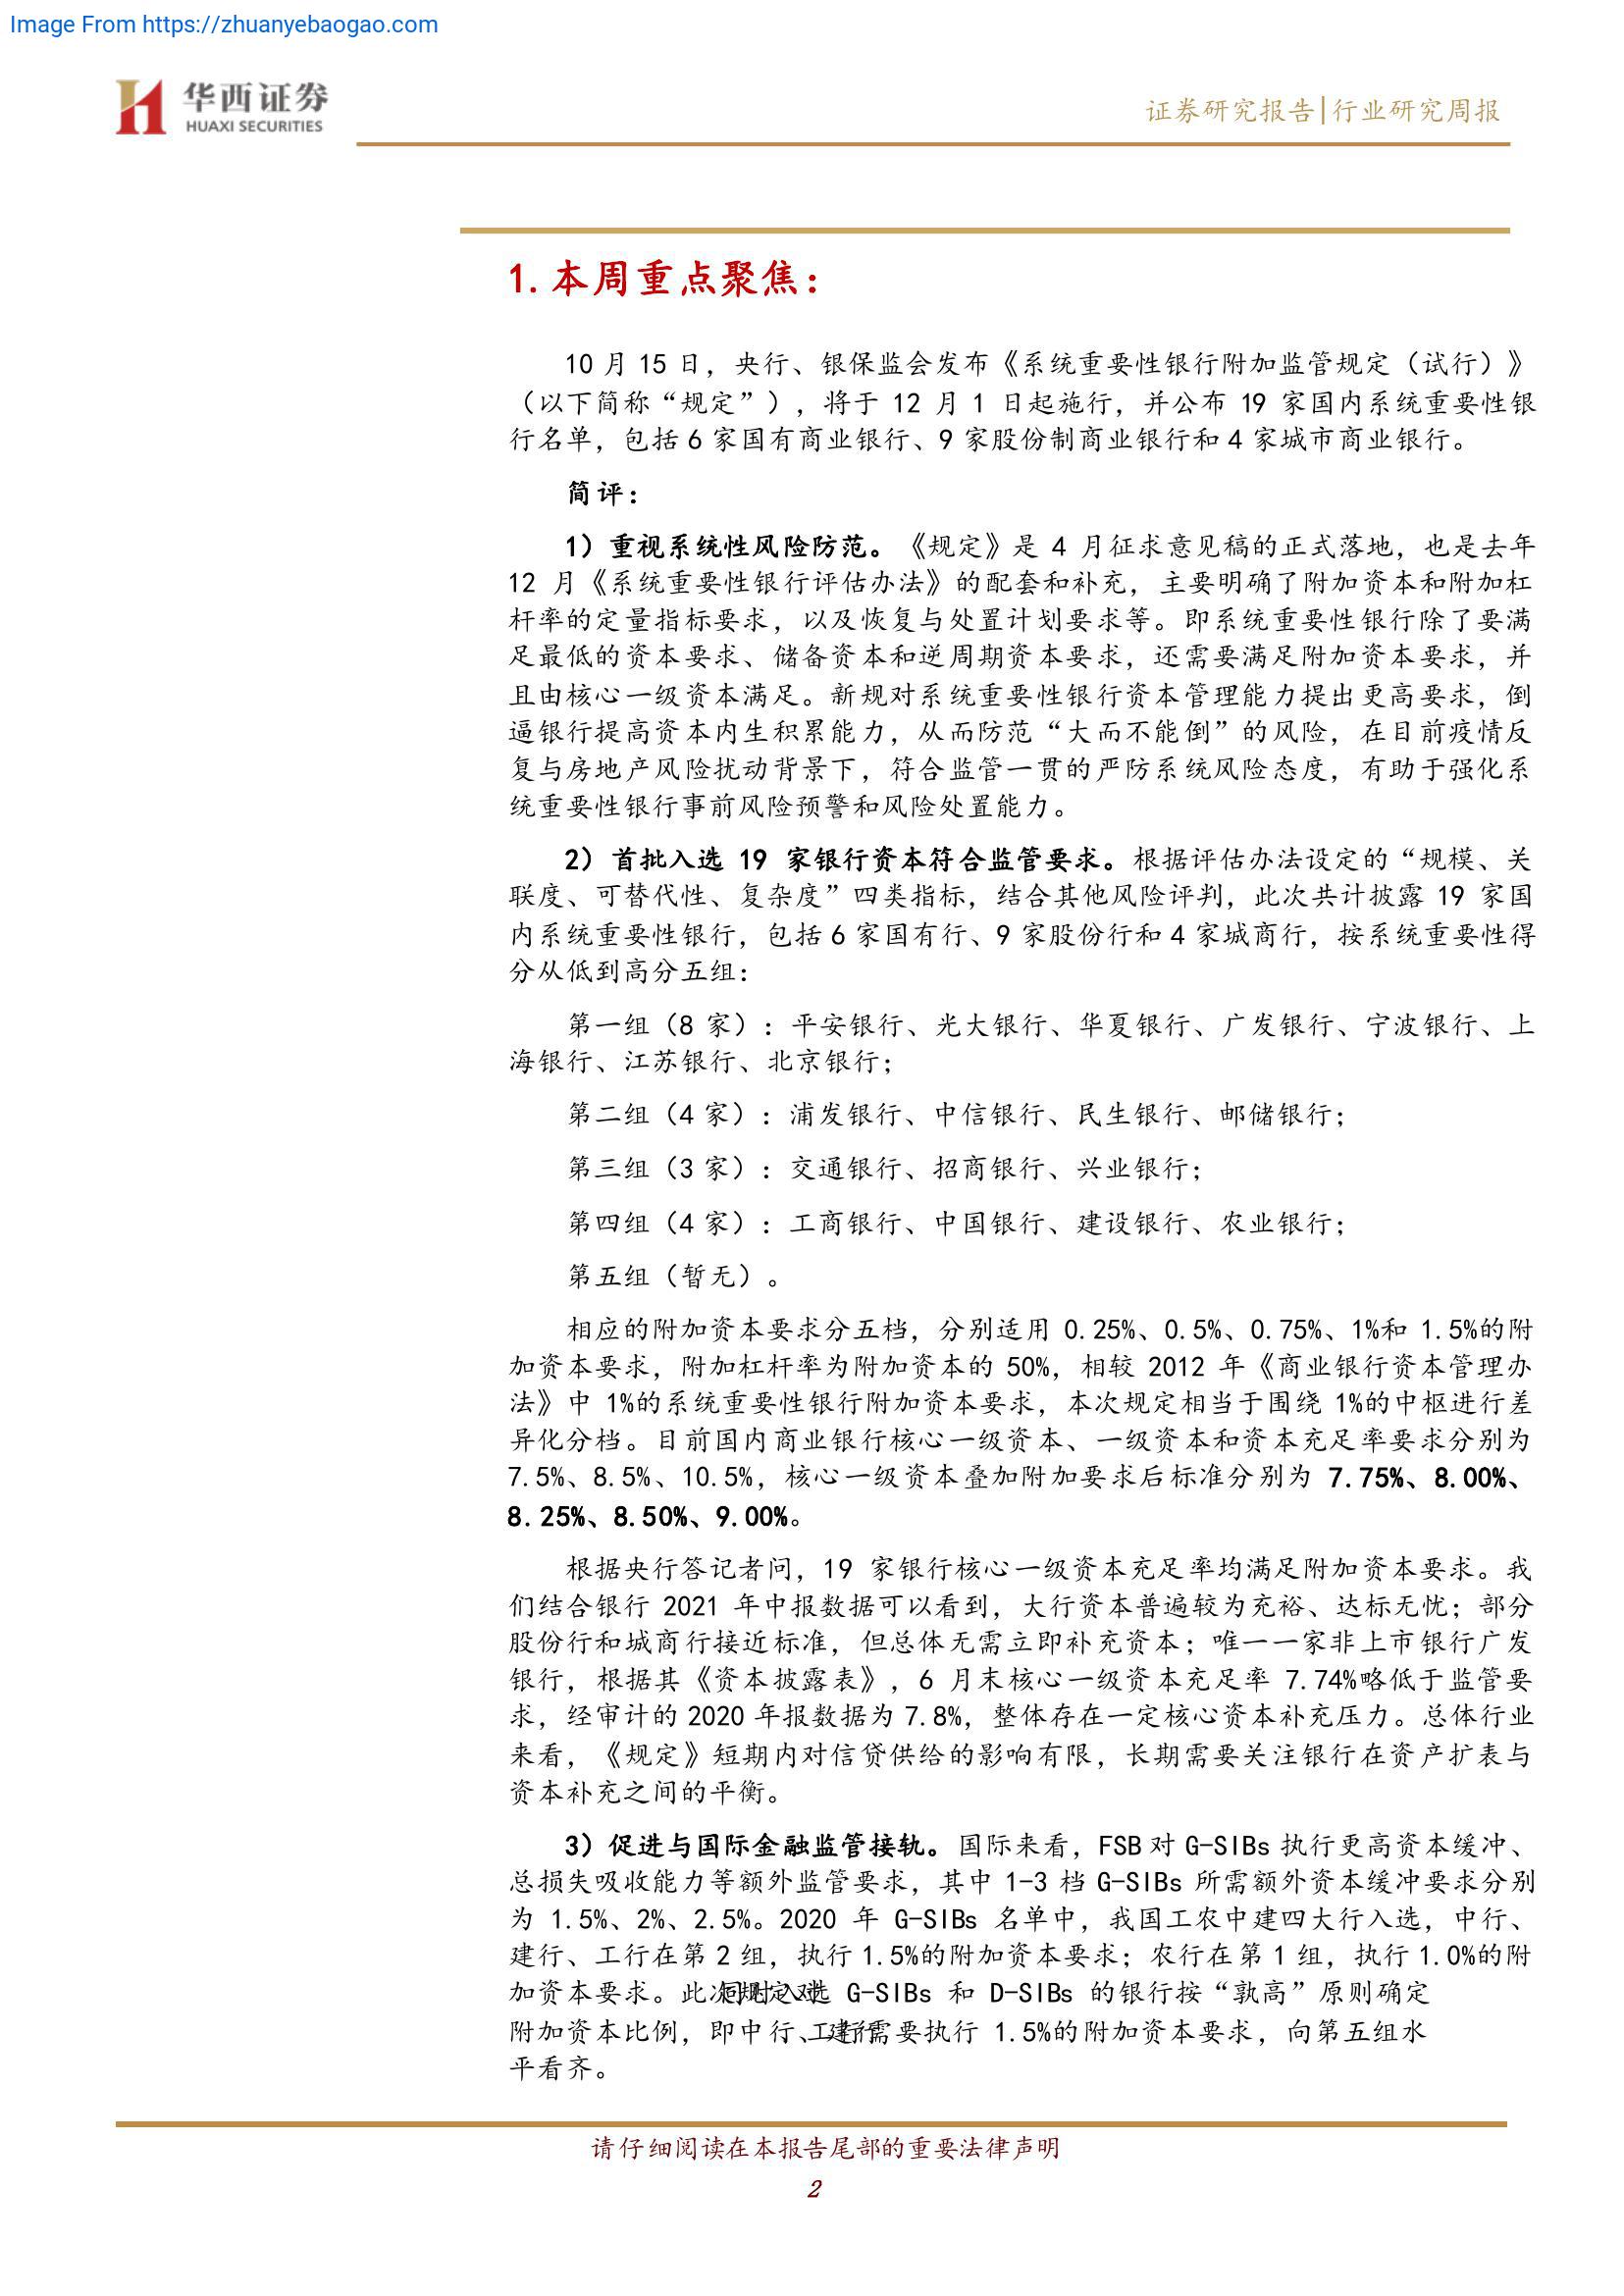 Image From https://zhuanyebaogao.com
华西证券
HUAXI SECURITIES
证券研究报告|行业研究周报
1.本周重点聚焦：
10 月 15 日，央行、银保监会发布《系统重要性银行附加监管规定（试行）》
（以下简称“规定”），将于 12 月 1 日起施行，并公布 19 家国内系统重要性银
行名单，包括 6 家国有商业银行、9 家股份制商业银行和 4 家城市商业银行。
简评：
1）重视系统性风险防范。《规定》是 4 月征求意见稿的正式落地，也是去年
12 月《系统重要性银行评估办法》的配套和补充，主要明确了附加资本和附加杠
杆率的定量指标要求，以及恢复与处置计划要求等。即系统重要性银行除了要满
足最低的资本要求、储备资本和逆周期资本要求，还需要满足附加资本要求，并
且由核心一级资本满足。新规对系统重要性银行资本管理能力提出更高要求，倒
逼银行提高资本内生积累能力，从而防范“大而不能倒”的风险，在目前疫情反
复与房地产风险扰动背景下，符合监管一贯的严防系统风险态度，有助于强化系
统重要性银行事前风险预警和风险处置能力。
2）首批入选 19 家银行资本符合监管要求。根据评估办法设定的“规模、关
联度、可替代性、复杂度”四类指标，结合其他风险评判，此次共计披露 19 家国
内系统重要性银行，包括 6 家国有行、9 家股份行和 4 家城商行，按系统重要性得
分从低到高分五组：
第一组（8 家）：平安银行、光大银行、华夏银行、广发银行、宁波银行、上
海银行、江苏银行、北京银行；
第二组（4 家）：浦发银行、中信银行、民生银行、邮储银行；
第三组（3 家）：交通银行、招商银行、兴业银行；
第四组（4 家）：工商银行、中国银行、建设银行、农业银行；
第五组（暂无）。
相应的附加资本要求分五档，分别适用 0.25%、0.5%、0.75%、1%和 1.5%的附
加资本要求，附加杠杆率为附加资本的 50%，相较 2012 年《商业银行资本管理办
法》中 1%的系统重要性银行附加资本要求，本次规定相当于围绕 1%的中枢进行差
异化分档。目前国内商业银行核心一级资本、一级资本和资本充足率要求分别为
7.5%、8.5%、10.5%，核心一级资本叠加附加要求后标准分别为 7.75%、8.00%、
8.25%、8.50%、9.00%。
根据央行答记者问，19 家银行核心一级资本充足率均满足附加资本要求。我
们结合银行 2021 年中报数据可以看到，大行资本普遍较为充裕、达标无忧；部分
股份行和城商行接近标准，但总体无需立即补充资本；唯一一家非上市银行广发
银行，根据其《资本披露表》，6 月末核心一级资本充足率 7.74%略低于监管要
求，经审计的 2020 年报数据为 7.8%，整体存在一定核心资本补充压力。总体行业
来看，《规定》短期内对信贷供给的影响有限，长期需要关注银行在资产扩表与
资本补充之间的平衡。
3）促进与国际金融监管接轨。国际来看，FSB 对 G-SIBs 执行更高资本缓冲、
总损失吸收能力等额外监管要求，其中 1-3 档 G-SIBs 所需额外资本缓冲要求分别
为 1.5%、2%、2.5%。2020 年 G-SIBs 名单中，我国工农中建四大行入选，中行、
建行、工行在第 2 组，执行 1.5%的附加资本要求；农行在第 1 组，执行 1.0%的附
加资本要求。此次 G-SIBs 和 D-SIBs 的银行按“孰高”原则确定
附加资本比例，即中行、需要执行 1.5%的附加资本要求，向第五组水
平看齐。
请仔细阅读在本报告尾部的重要法律声明
2